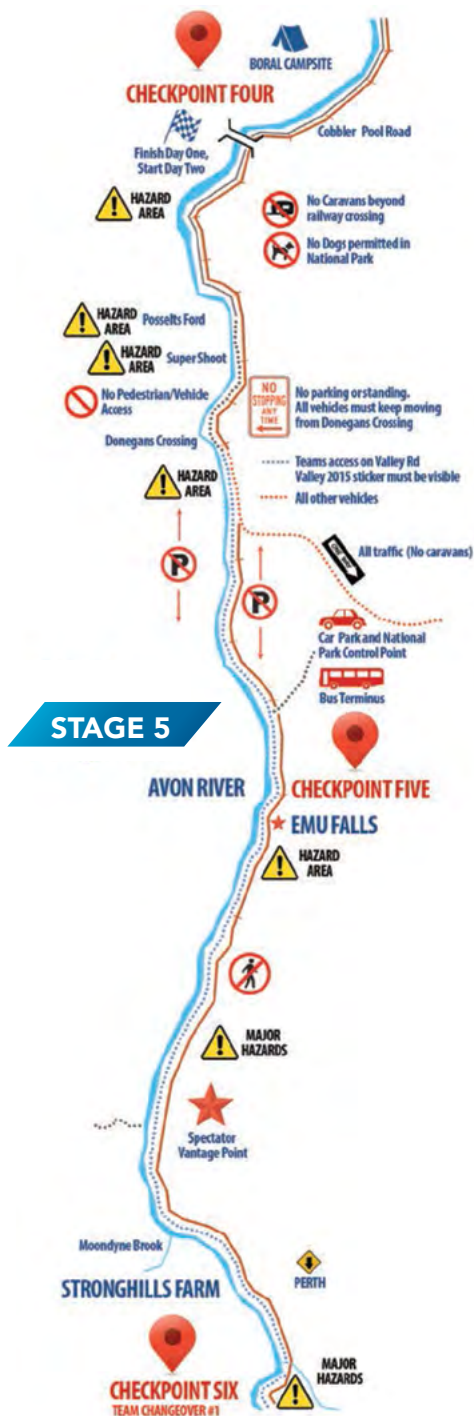 BORAL CAMPSITE
CHECKPOINT FOUR
Cobbler Pool Road
Finish Day One,
Start Day Two
HAZARD
AREA
No Caravans beyond
railway crossing
No Dogs permitted in
National Park
HAZARD
AREA
Posselts Ford
HAZARD
AREA
Super Shoot
No Pedestrian/Vehicle
Access
NO
STOPPING
ANY
TIME
No parking or standing.
All vehicles must keep moving
from Donegans Crossing
Donegans Crossing
Teams access on Valley Rd
Valley 2015 sticker must be visible
HAZARD
AREA
All other vehicles
P
P
ONE WAY
All traffic (No caravans)
Car Park and National
Park Control Point
Bus Terminus
STAGE 5
AVON RIVER
CHECKPOINT FIVE
EMU FALLS
HAZARD
AREA
MAJOR
HAZARDS
Spectator
Vantage Point
Moondyne Brook
STRONGHILLS FARM
PERTH
CHECKPOINT SIX
TEAM CHANGEOVER #1
MAJOR
HAZARDS